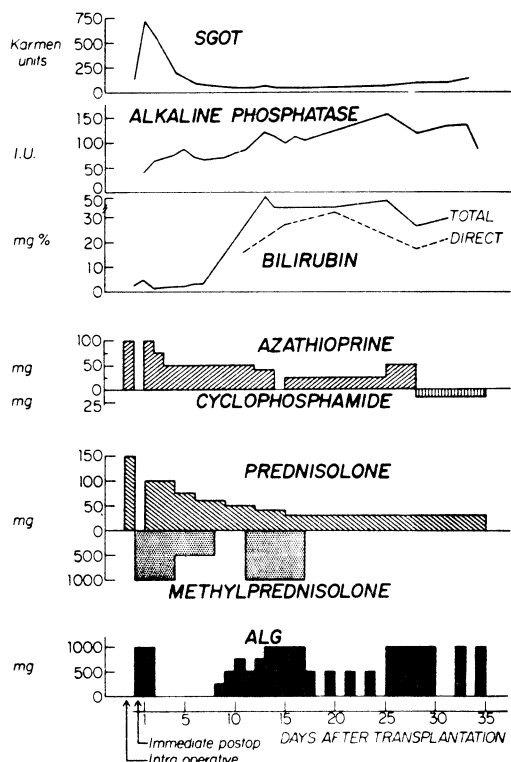 750
Karmen
units
500
250
0
SGOT
ALKALINE PHOSPHATASE
I.U.
150
100
50
0
mg %
50
30
20
10
0
TOTAL
DIRECT
BILIRUBIN
100
mg
50
0
mg
25
AZATHIOPRINE
CYCLOPHOSPHAMIDE
150
100
mg
50
0
500
1000
PREDNISOLONE
METHYLPREDNISOLONE
ALG
1000
mg
500
0
1 5 10 15 20 25 30 35
Immediate postop
DAYS AFTER TRANSPLANTATION
Intra operative